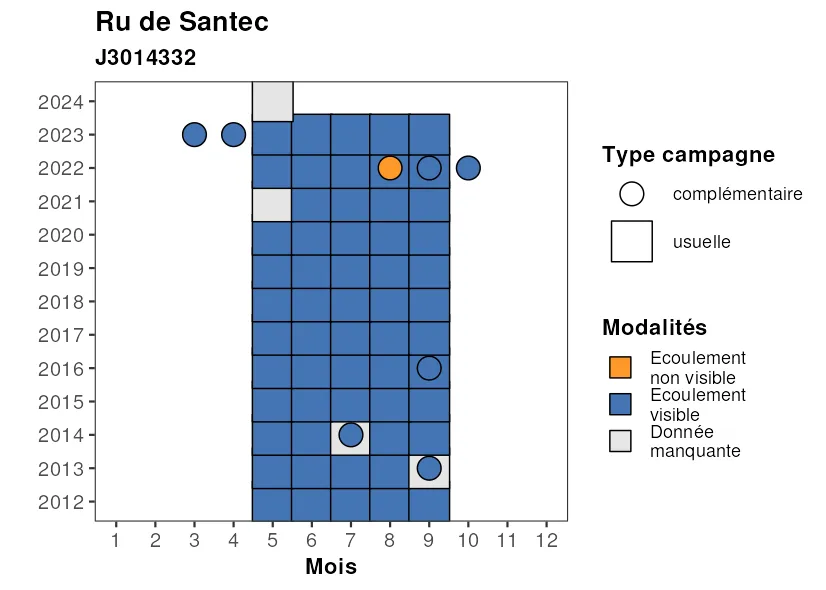 Ru de Santec
J3014332
2024
2023
2022
2021
2020
2019
2018
2017
2016
2015
2014
2013
2012
1 2 3 4 5 6 7 8 9 10 11 12
Mois
Type campagne
complémentaire
usuelle
Modalités
Ecoulement
non visible
Ecoulement
visible
Donnée
manquante